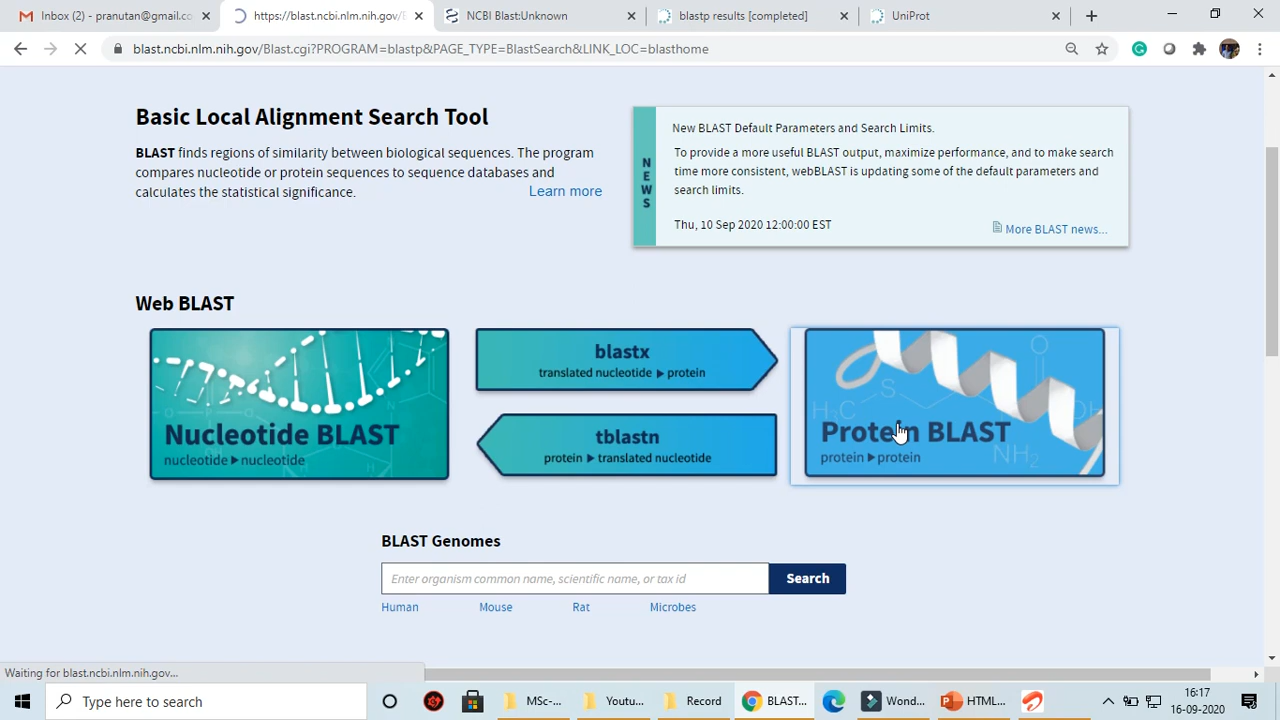 Inbox (2) - pranutan@gmail.co
https://blast.ncbi.nlm.nih.gov/
NCBI Blast:Unknown
blastp results [completed]
UniProt
blast.ncbi.nlm.nih.gov/Blast.cgi?PROGRAM=blastp&PAGE_TYPE=BlastSearch&LINK_LOC=blasthome
Basic Local Alignment Search Tool
BLAST finds regions of similarity between biological sequences. The program
compares nucleotide or protein sequences to sequence databases and
calculates the statistical significance.
Learn more
NEWS
New BLAST Default Parameters and Search Limits.
To provide a more useful BLAST output, maximize performance, and to make search
time more consistent, webBLAST is updating some of the default parameters and
search limits.
Thu, 10 Sep 2020 12:00:00 EST
More BLAST news...
Web BLAST
Nucleotide BLAST
nucleotide ▶ nucleotide
blastx
translated nucleotide ▶ protein
tblastn
protein ▶ translated nucleotide
H₃C
S
O
OH
NH₂
Protein BLAST
protein ▶ protein
BLAST Genomes
Enter organism common name, scientific name, or tax id
Search
Human
Mouse
Rat
Microbes
Waiting for blast.ncbi.nlm.nih.gov...
Type here to search
MSc-...
Youtu...
Record
BLAST...
Wond...
HTML...
16:17
16-09-2020